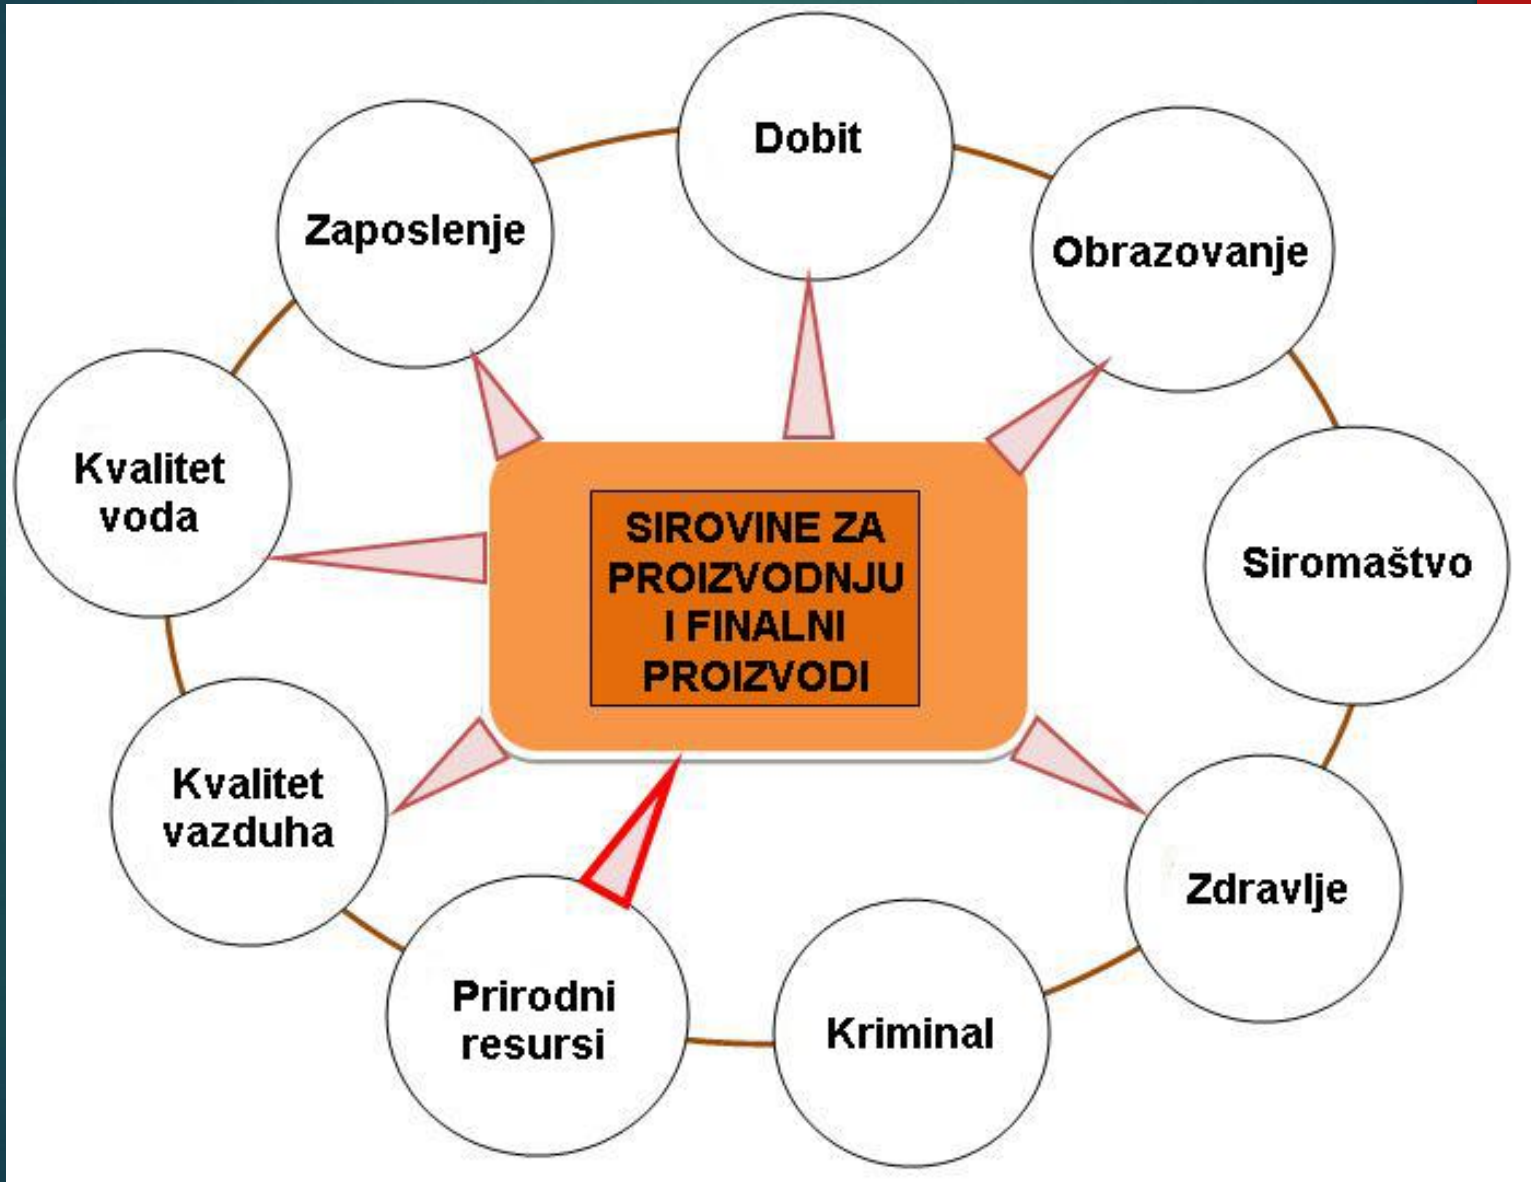 Dobit
Zaposlenje
Obrazovanje
Kvalitet
voda
SIROVINE ZA
PROIZVODNJU
I FINALNI
PROIZVODI
Siromaštvo
Kvalitet
vazduha
Zdravlje
Prirodni
resursi
Kriminal